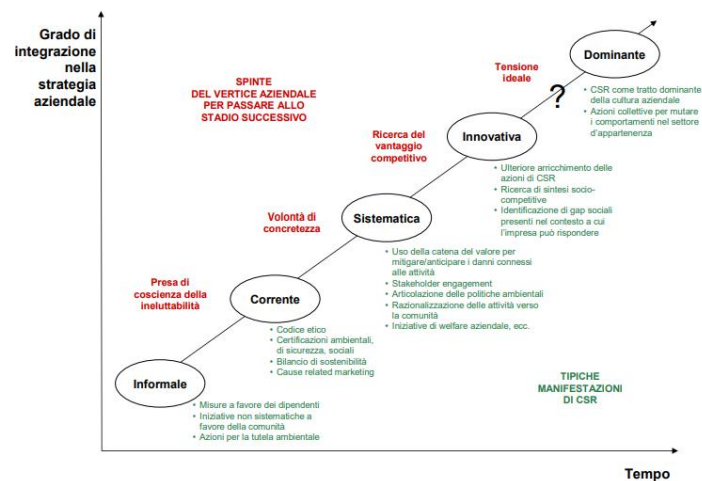 Grado di
integrazione
nella
strategia
aziendale
SPINTE
DEL VERTICE AZIENDALE
PER PASSARE ALLO
STADIO SUCCESSIVO
Tensione
ideale
?
Dominante
• CSR come tratto dominante
della cultura aziendale
• Azioni collettive per mutare
i comportamenti nel settore
d'appartenenza
Ricerca del
vantaggio
competitivo
Innovativa
• Ulteriore arricchimento delle
azioni di CSR
• Ricerca di sintesi socio-
competitive
• Identificazione di gap sociali
presenti nel contesto a cui
l'impresa può rispondere
Volontà di
concretezza
Sistematica
• Uso della catena del valore per
mitigare/anticipare i danni connessi
alle attività
• Stakeholder engagement
• Articolazione delle politiche ambientali
• Razionalizzazione delle attività verso
la comunità
• Iniziative di welfare aziendale, ecc.
Presa di
coscienza della
ineluttabilità
Corrente
• Codice etico
• Certificazioni ambientali,
di sicurezza, sociali
• Bilancio di sostenibilità
• Cause related marketing
Informale
• Misure a favore dei dipendenti
• Iniziative non sistematiche a
favore della comunità
• Azioni per la tutela ambientale
TIPICHE
MANIFESTAZIONI
DI CSR
Tempo